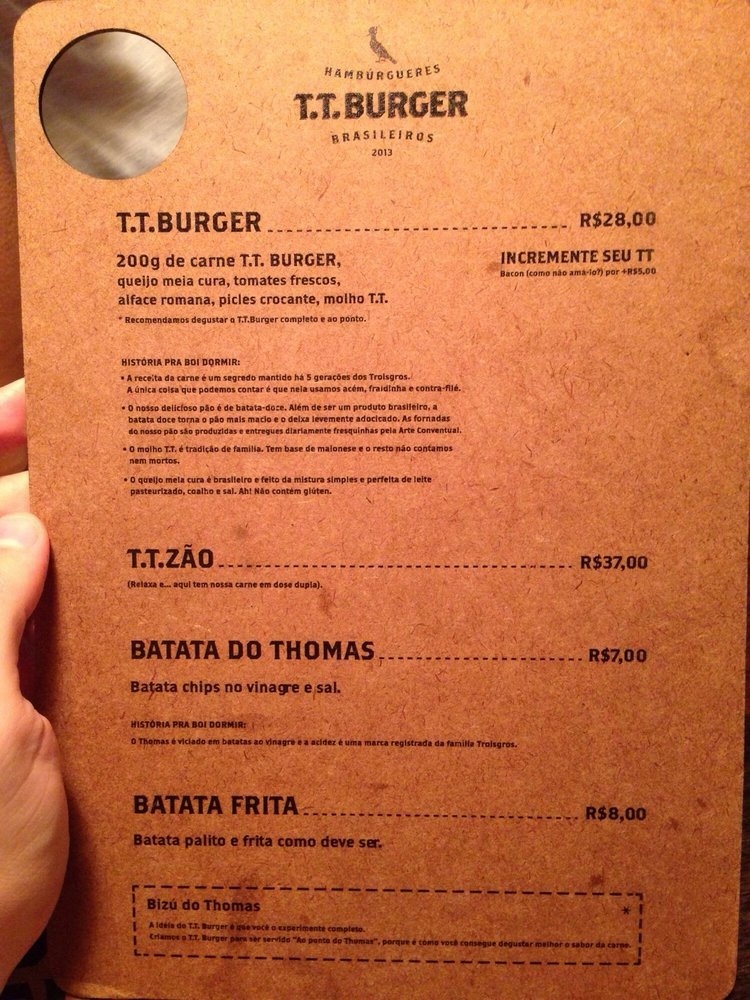 HAMBÚRGUERES
T.T. BURGER
BRASILEIROS
2013
T.T.BURGER R$28,00
200g de carne T.T. BURGER,
queijo meia cura, tomates frescos,
alface romana, picles crocante, molho T.T.
* Recomendamos degustar o T.T.Burger completo e ao ponto.
INCREMENTE SEU TT
Bacon (como não amá-lo?) por +R$5,00
HISTÓRIA PRA BOI DORMIR:
• A receita da carne é um segredo mantido há 5 gerações dos Troisgros.
A única coisa que podemos contar é que nela usamos acém, fraldinha e contra-filé.
• O nosso delicioso pão é de batata-doce. Além de ser um produto brasileiro, a
batata doce torna o pão mais macio e o deixa levemente adocicado. As fornadas
do nosso pão são produzidas e entregues diariamente fresquinhas pela Arte Conventual.
• O molho T.T. é tradição de família. Tem base de maionese e o resto não contamos
nem mortos.
• O queijo meia cura é brasileiro e feito da mistura simples e perfeita de leite
pasteurizado, coalho e sal. Ah! Não contém glúten.
T.T.ZÃO R$37,00
(Relaxa e... aqui tem nossa carne em dose dupla).
BATATA DO THOMAS R$7,00
Batata chips no vinagre e sal.
HISTÓRIA PRA BOI DORMIR:
O Thomas é viciado em batatas ao vinagre e a acidez é uma marca registrada da família Troisgros.
BATATA FRITA R$8,00
Batata palito e frita como deve ser.
Bizú do Thomas *
A idéia do T.T. Burger é que você o experimente completo.
Criamos o T.T. Burger para ser servido "Ao ponto do Thomas", porque é como você consegue degustar melhor o sabor da carne.